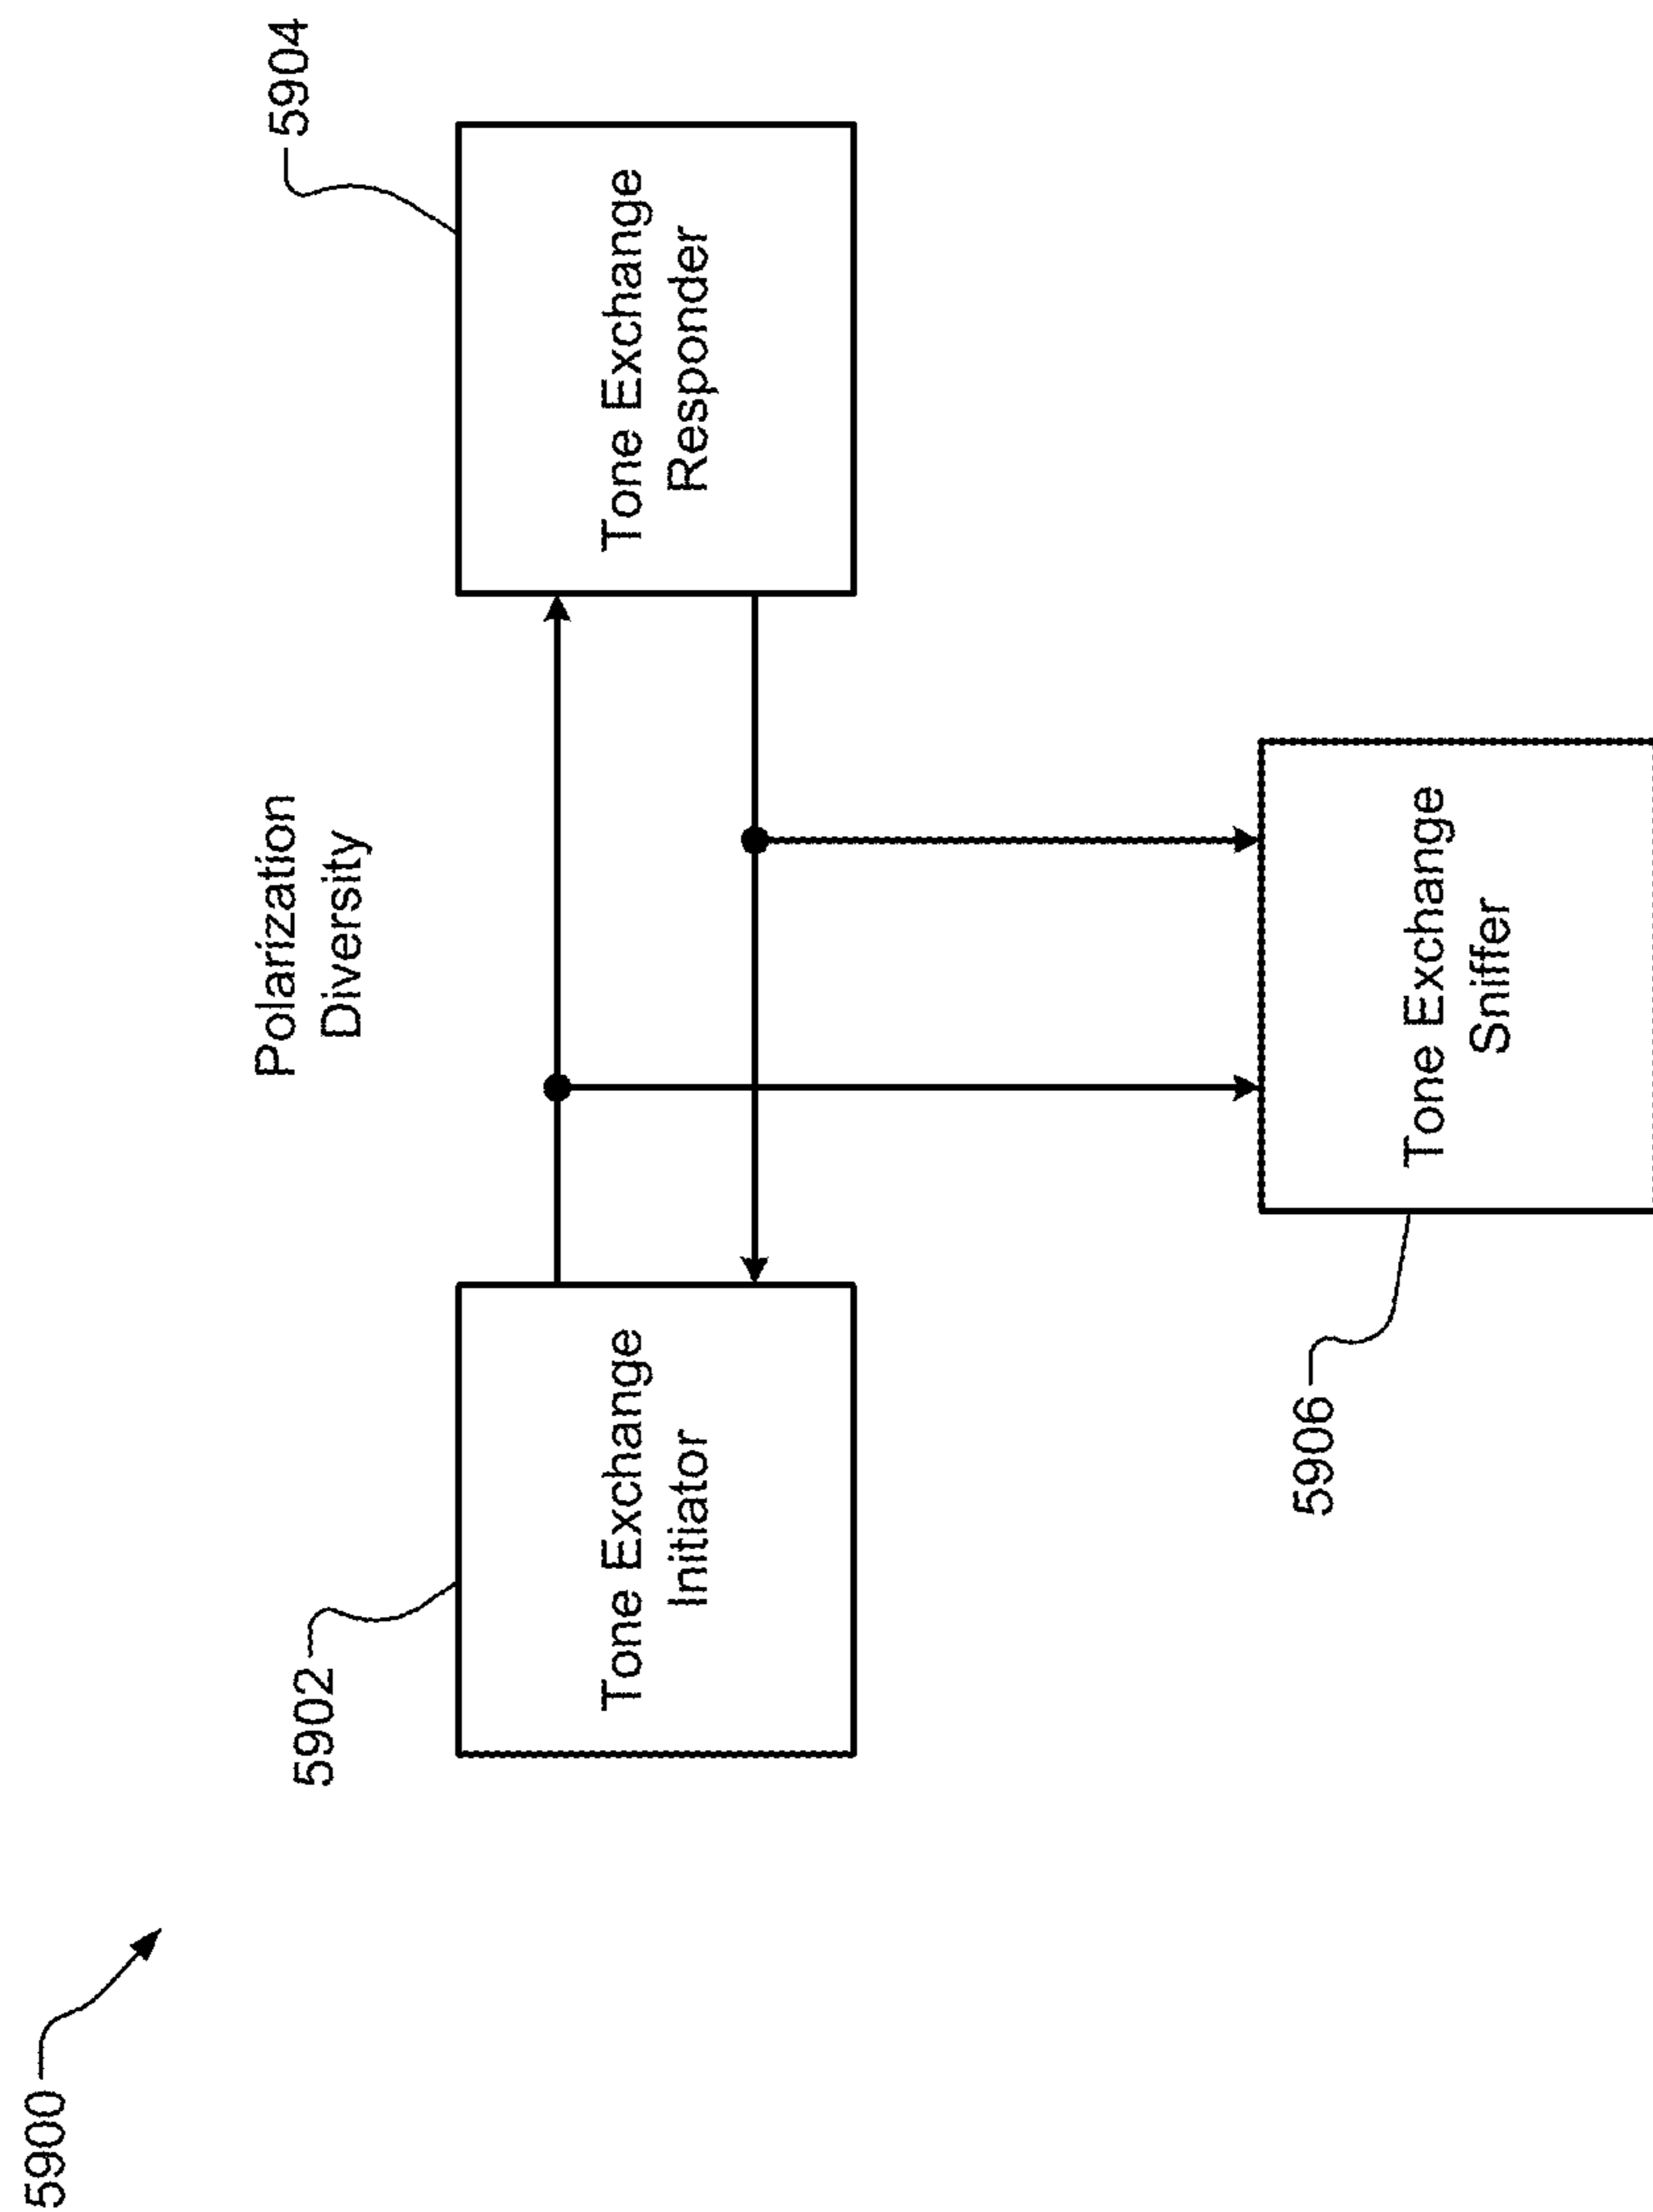 5900
Polarization
Diversity
5902
5904
Tone Exchange
Initiator
Tone Exchange
Responder
5906
Tone Exchange
Sniffer